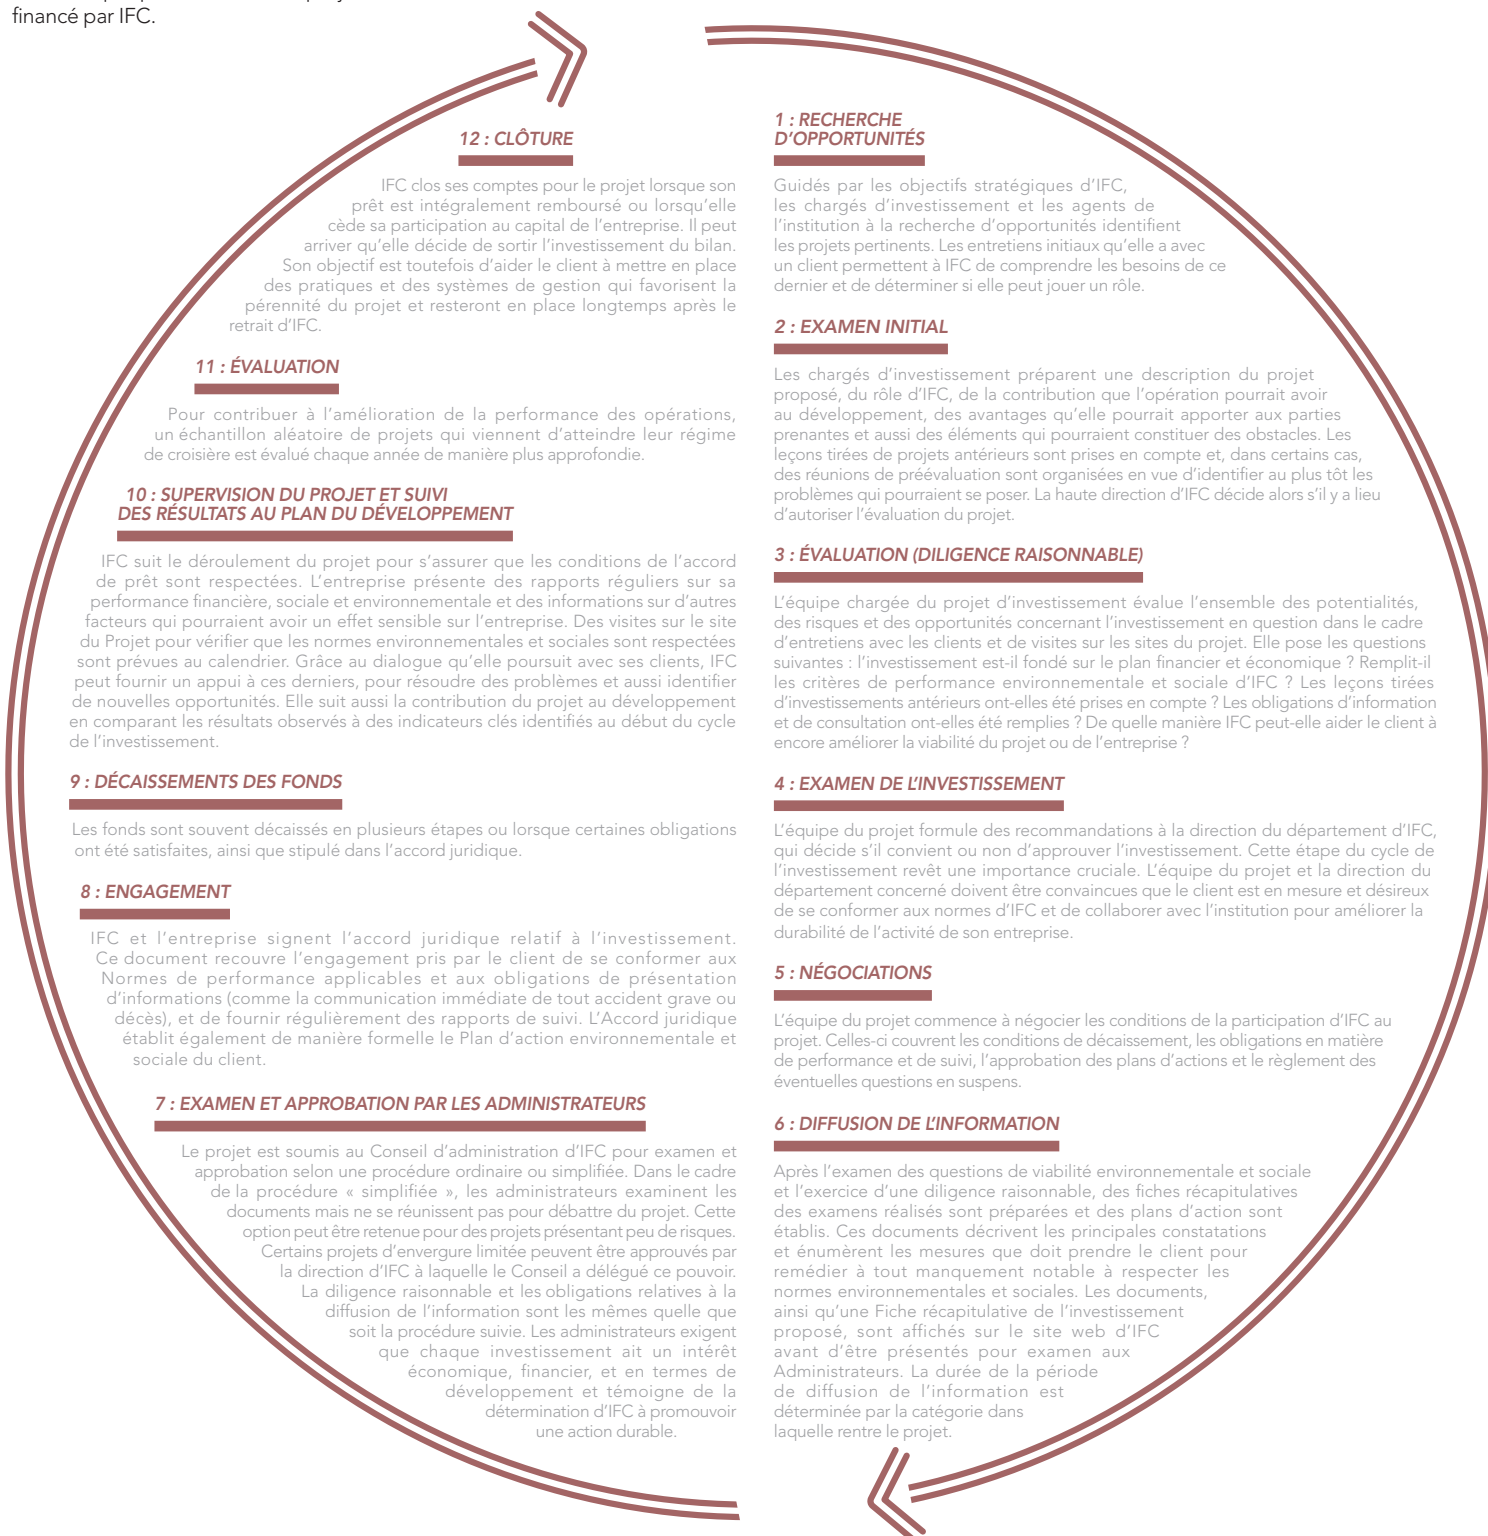 financé par IFC.
1 : RECHERCHE
D’OPPORTUNITÉS
Guidés par les objectifs stratégiques d’IFC,
les chargés d’investissement et les agents de
l’institution à la recherche d’opportunités identifient
les projets pertinents. Les entretiens initiaux qu’elle a avec
un client permettent à IFC de comprendre les besoins de ce
dernier et de déterminer si elle peut jouer un rôle.
2 : EXAMEN INITIAL
Les chargés d’investissement préparent une description du projet
proposé, du rôle d’IFC, de la contribution que l’opération pourrait avoir
au développement, des avantages qu’elle pourrait apporter aux parties
prenantes et aussi des éléments qui pourraient constituer des obstacles. Les
leçons tirées de projets antérieurs sont prises en compte et, dans certains cas,
des réunions de préévaluation sont organisées en vue d’identifier au plus tôt les
problèmes qui pourraient se poser. La haute direction d’IFC décide alors s’il y a lieu
d’autoriser l’évaluation du projet.
3 : ÉVALUATION (DILIGENCE RAISONNABLE)
L’équipe chargée du projet d’investissement évalue l’ensemble des potentialités,
des risques et des opportunités concernant l’investissement en question dans le cadre
d’entretiens avec les clients et de visites sur les sites du projet. Elle pose les questions
suivantes : l’investissement est-il fondé sur le plan financier et économique ? Remplit-il
les critères de performance environnementale et sociale d’IFC ? Les leçons tirées
d’investissements antérieurs ont-elles été prises en compte ? Les obligations d’information
et de consultation ont-elles été remplies ? De quelle manière IFC peut-elle aider le client à
encore améliorer la viabilité du projet ou de l’entreprise ?
4 : EXAMEN DE L’INVESTISSEMENT
L’équipe du projet formule des recommandations à la direction du département d’IFC,
qui décide s’il convient ou non d’approuver l’investissement. Cette étape du cycle de
l’investissement revêt une importance cruciale. L’équipe du projet et la direction du
département concerné doivent être convaincues que le client est en mesure et désireux
de se conformer aux normes d’IFC et de collaborer avec l’institution pour améliorer la
durabilité de l’activité de son entreprise.
5 : NÉGOCIATIONS
L’équipe du projet commence à négocier les conditions de la participation d’IFC au
projet. Celles-ci couvrent les conditions de décaissement, les obligations en matière
de performance et de suivi, l’approbation des plans d’actions et le règlement des
éventuelles questions en suspens.
6 : DIFFUSION DE L’INFORMATION
Après l’examen des questions de viabilité environnementale et sociale
et l’exercice d’une diligence raisonnable, des fiches récapitulatives
des examens réalisés sont préparées et des plans d’action sont
établis. Ces documents décrivent les principales constatations
et énumèrent les mesures que doit prendre le client pour
remédier à tout manquement notable à respecter les
normes environnementales et sociales. Les documents,
ainsi qu’une Fiche récapitulative de l’investissement
proposé, sont affichés sur le site web d’IFC
avant d’être présentés pour examen aux
Administrateurs. La durée de la période
de diffusion de l’information est
déterminée par la catégorie dans
laquelle rentre le projet.
7 : EXAMEN ET APPROBATION PAR LES ADMINISTRATEURS
Le projet est soumis au Conseil d’administration d’IFC pour examen et
approbation selon une procédure ordinaire ou simplifiée. Dans le cadre
de la procédure « simplifiée », les administrateurs examinent les
documents mais ne se réunissent pas pour débattre du projet. Cette
option peut être retenue pour des projets présentant peu de risques.
Certains projets d’envergure limitée peuvent être approuvés par
la direction d’IFC à laquelle le Conseil a délégué ce pouvoir.
La diligence raisonnable et les obligations relatives à la
diffusion de l’information sont les mêmes quelle que
soit la procédure suivie. Les administrateurs exigent
que chaque investissement ait un intérêt
économique, financier, et en termes de
développement et témoigne de la
détermination d’IFC à promouvoir
une action durable.
8 : ENGAGEMENT
IFC et l’entreprise signent l’accord juridique relatif à l’investissement.
Ce document recouvre l’engagement pris par le client de se conformer aux
Normes de performance applicables et aux obligations de présentation
d’informations (comme la communication immédiate de tout accident grave ou
décès), et de fournir régulièrement des rapports de suivi. L’Accord juridique
établit également de manière formelle le Plan d’action environnementale et
sociale du client.
9 : DÉCAISSEMENTS DES FONDS
Les fonds sont souvent décaissés en plusieurs étapes ou lorsque certaines obligations
ont été satisfaites, ainsi que stipulé dans l’accord juridique.
10 : SUPERVISION DU PROJET ET SUIVI
DES RÉSULTATS AU PLAN DU DÉVELOPPEMENT
IFC suit le déroulement du projet pour s’assurer que les conditions de l’accord
de prêt sont respectées. L’entreprise présente des rapports réguliers sur sa
performance financière, sociale et environnementale et des informations sur d’autres
facteurs qui pourraient avoir un effet sensible sur l’entreprise. Des visites sur le site
du Projet pour vérifier que les normes environnementales et sociales sont respectées
sont prévues au calendrier. Grâce au dialogue qu’elle poursuit avec ses clients, IFC
peut fournir un appui à ces derniers, pour résoudre des problèmes et aussi identifier
de nouvelles opportunités. Elle suit aussi la contribution du projet au développement
en comparant les résultats observés à des indicateurs clés identifiés au début du cycle
de l’investissement.
11 : ÉVALUATION
Pour contribuer à l’amélioration de la performance des opérations,
un échantillon aléatoire de projets qui viennent d’atteindre leur régime
de croisière est évalué chaque année de manière plus approfondie.
12 : CLÔTURE
IFC clos ses comptes pour le projet lorsque son
prêt est intégralement remboursé ou lorsqu’elle
cède sa participation au capital de l’entreprise. Il peut
arriver qu’elle décide de sortir l’investissement du bilan.
Son objectif est toutefois d’aider le client à mettre en place
des pratiques et des systèmes de gestion qui favorisent la
pérennité du projet et resteront en place longtemps après le
retrait d’IFC.